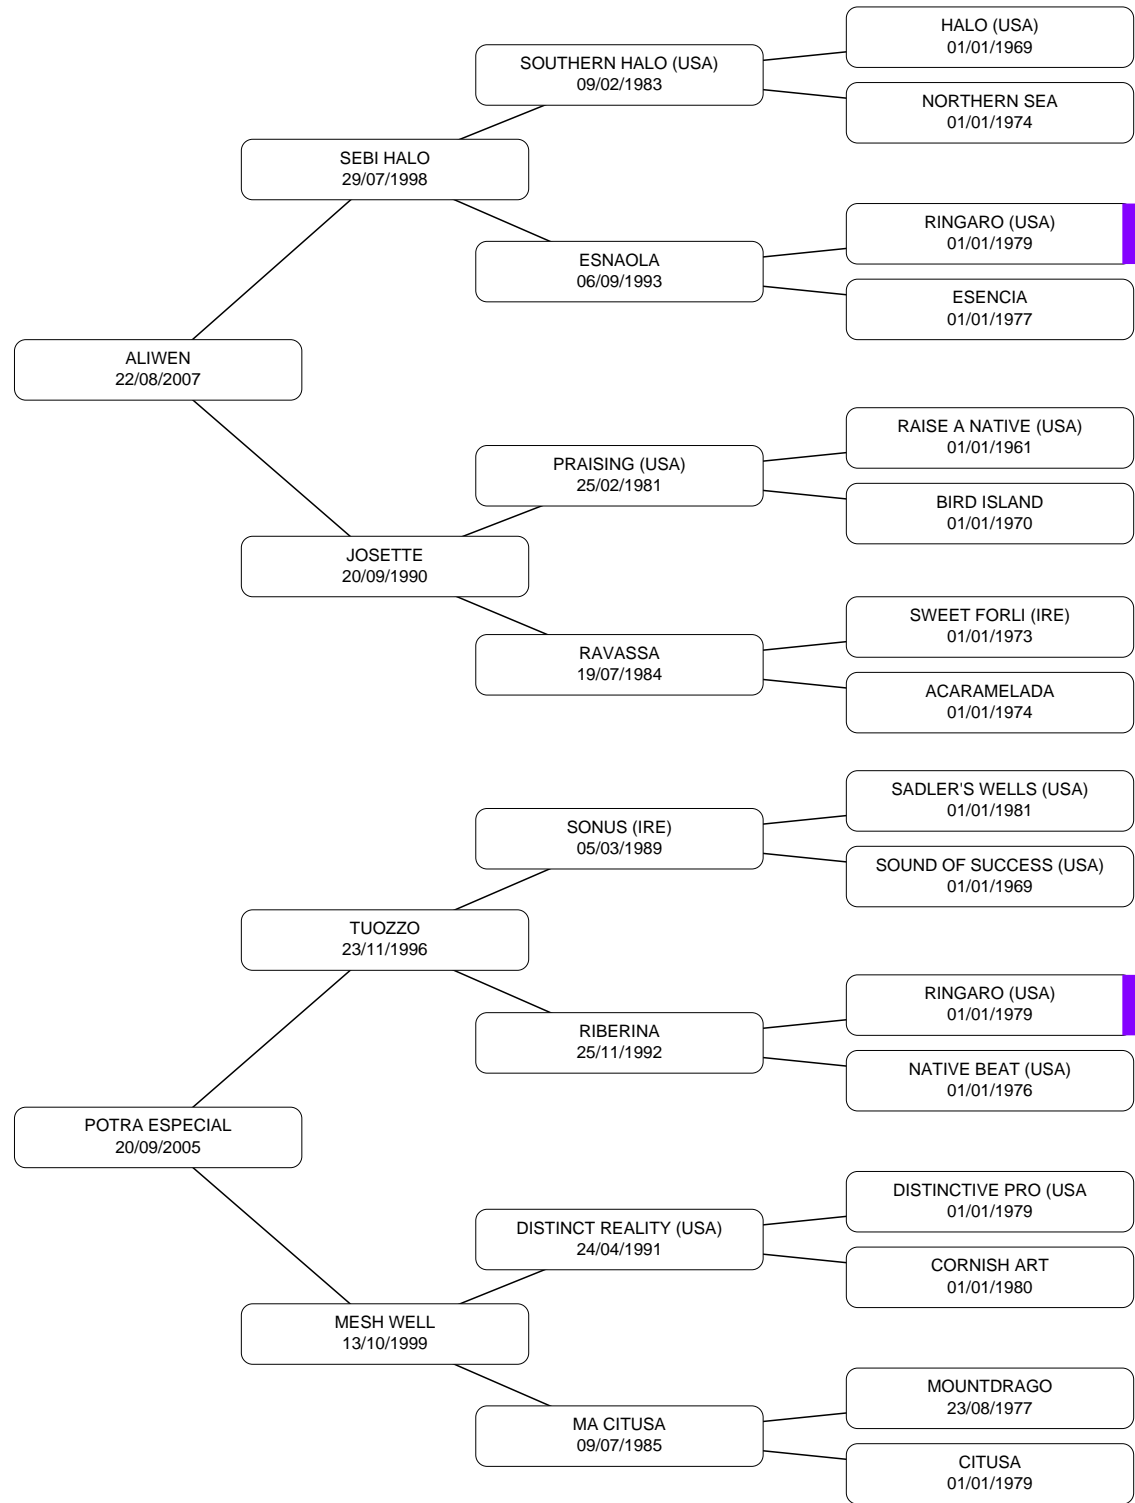 HALO (USA)
01/01/1969
SOUTHERN HALO (USA)
09/02/1983
NORTHERN SEA
01/01/1974
SEBI HALO
29/07/1998
RINGARO (USA)
01/01/1979
ESNAOLA
06/09/1993
ESENCIA
01/01/1977
ALIWEN
22/08/2007
RAISE A NATIVE (USA)
01/01/1961
PRAISING (USA)
25/02/1981
BIRD ISLAND
01/01/1970
JOSETTE
20/09/1990
SWEET FORLI (IRE)
01/01/1973
RAVASSA
19/07/1984
ACARAMELADA
01/01/1974
SADLER'S WELLS (USA)
01/01/1981
SONUS (IRE)
05/03/1989
SOUND OF SUCCESS (USA)
01/01/1969
TUOZZO
23/11/1996
RINGARO (USA)
01/01/1979
RIBERINA
25/11/1992
NATIVE BEAT (USA)
01/01/1976
POTRA ESPECIAL
20/09/2005
DISTINCTIVE PRO (USA
01/01/1979
DISTINCT REALITY (USA)
24/04/1991
CORNISH ART
01/01/1980
MESH WELL
13/10/1999
MOUNTDRAGO
23/08/1977
MA CITUSA
09/07/1985
CITUSA
01/01/1979